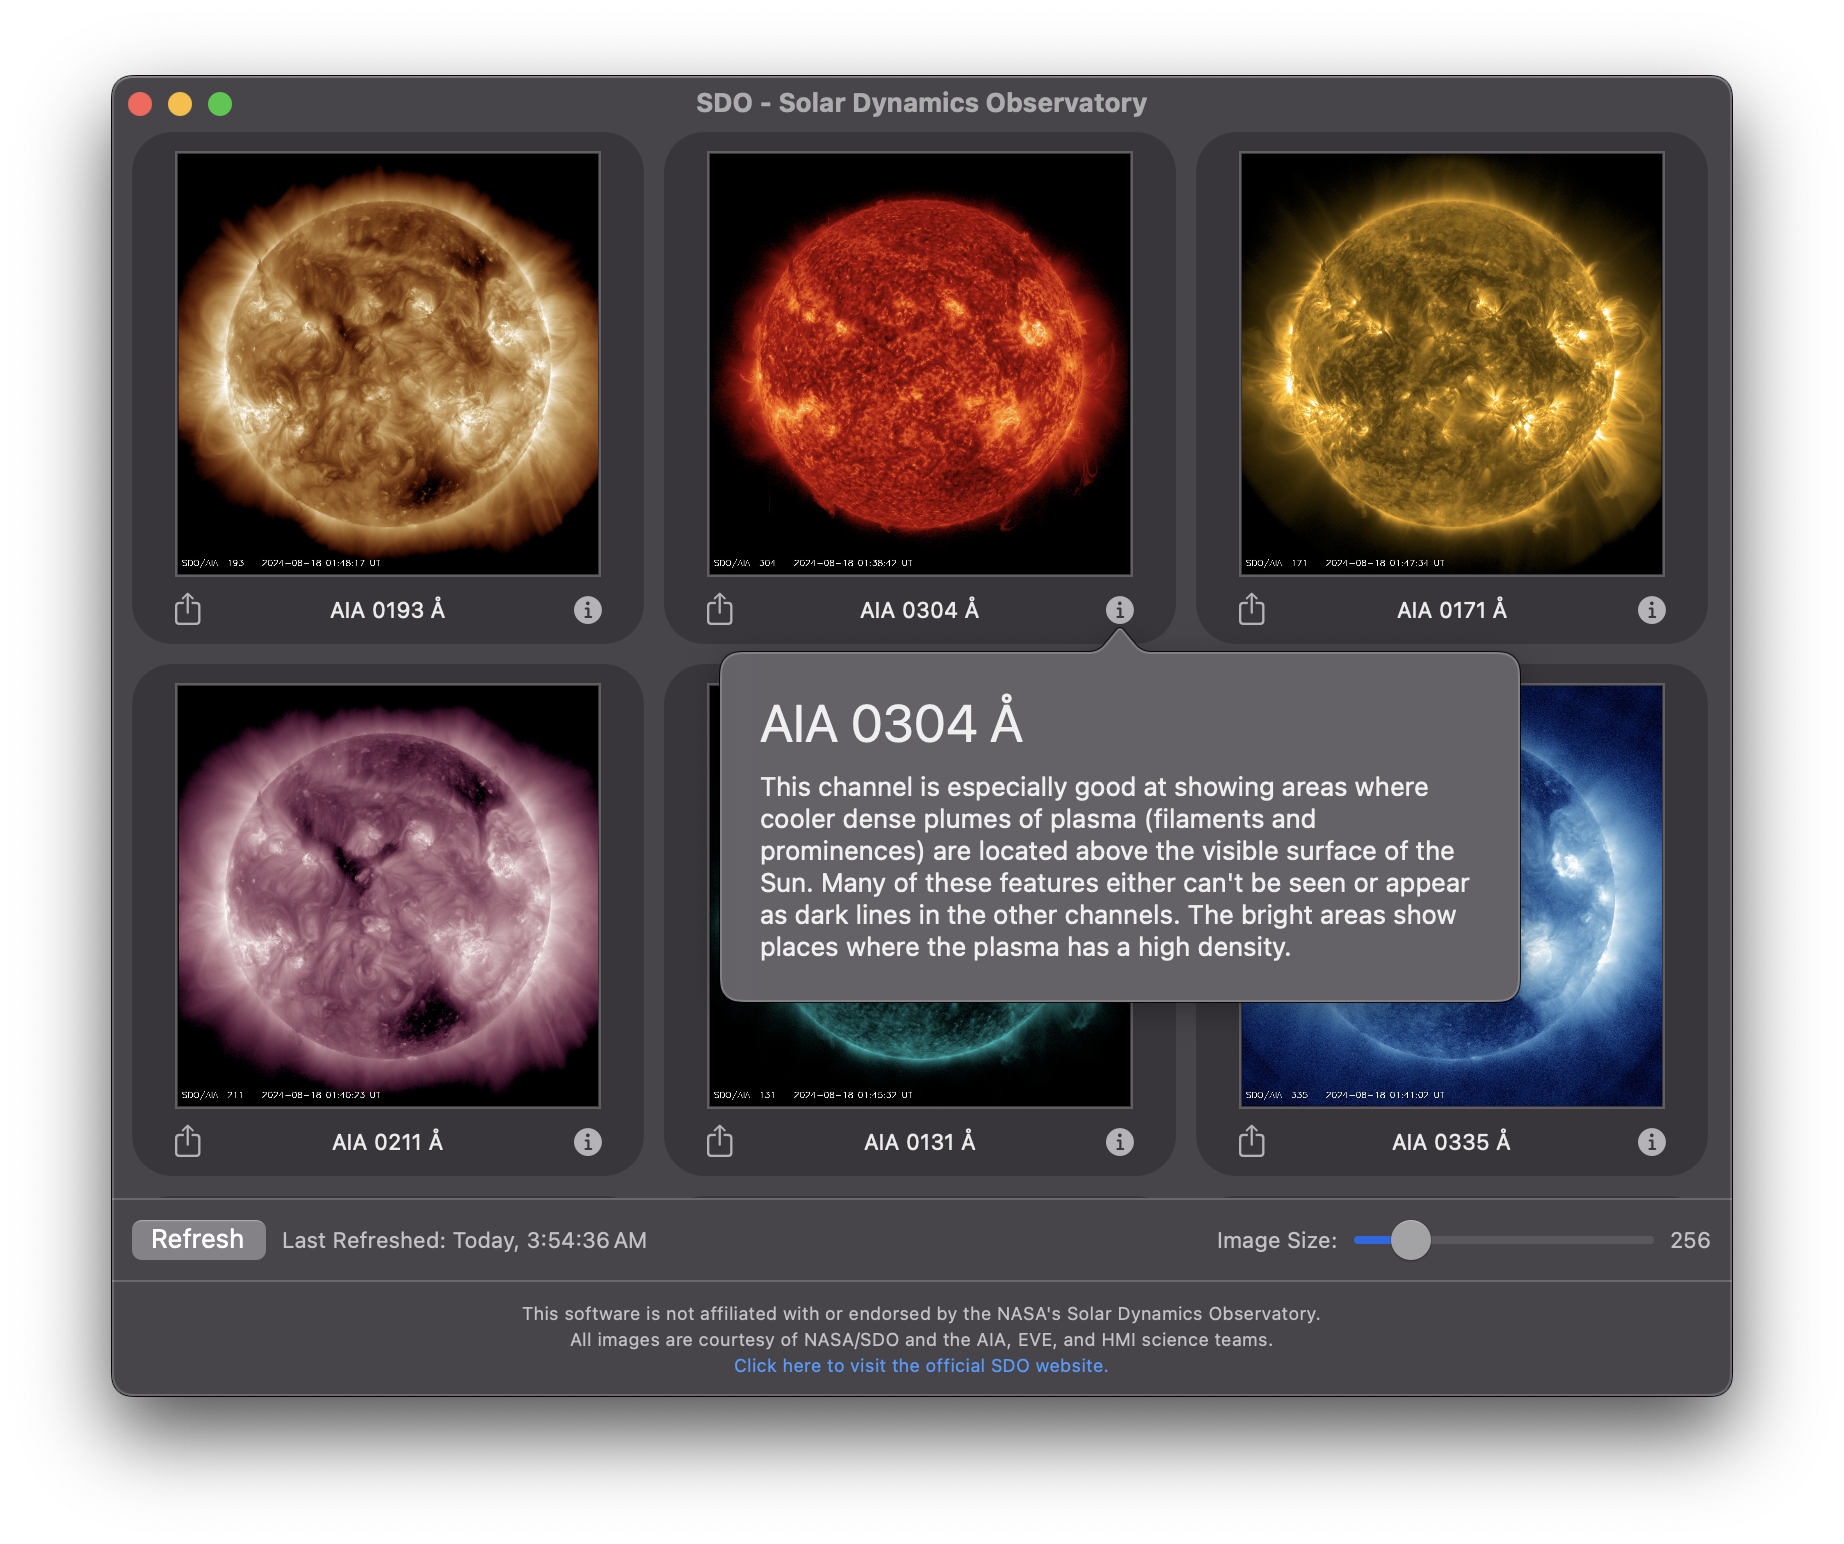 SDO - Solar Dynamics Observatory
SDO/AIA 193 2024-08-18 01:48:17 UT
SDO/AIA 304 2024-08-18 01:38:42 UT
SDO/AIA 171 2024-08-18 01:47:34 UT
AIA 0193 Å
AIA 0304 Å
AIA 0171 Å
AIA 0304 Å
This channel is especially good at showing areas where
cooler dense plumes of plasma (filaments and
prominences) are located above the visible surface of the
Sun. Many of these features either can't be seen or appear
as dark lines in the other channels. The bright areas show
places where the plasma has a high density.
SDO/AIA 211 2024-08-18 01:40:23 UT
SDO/AIA 131 2024-08-18 01:45:32 UT
SDO/AIA 335 2024-08-18 01:41:02 UT
AIA 0211 Å
AIA 0131 Å
AIA 0335 Å
Refresh
Last Refreshed: Today, 3:54:36 AM
Image Size:
256
This software is not affiliated with or endorsed by the NASA's Solar Dynamics Observatory.
All images are courtesy of NASA/SDO and the AIA, EVE, and HMI science teams.
Click here to visit the official SDO website.